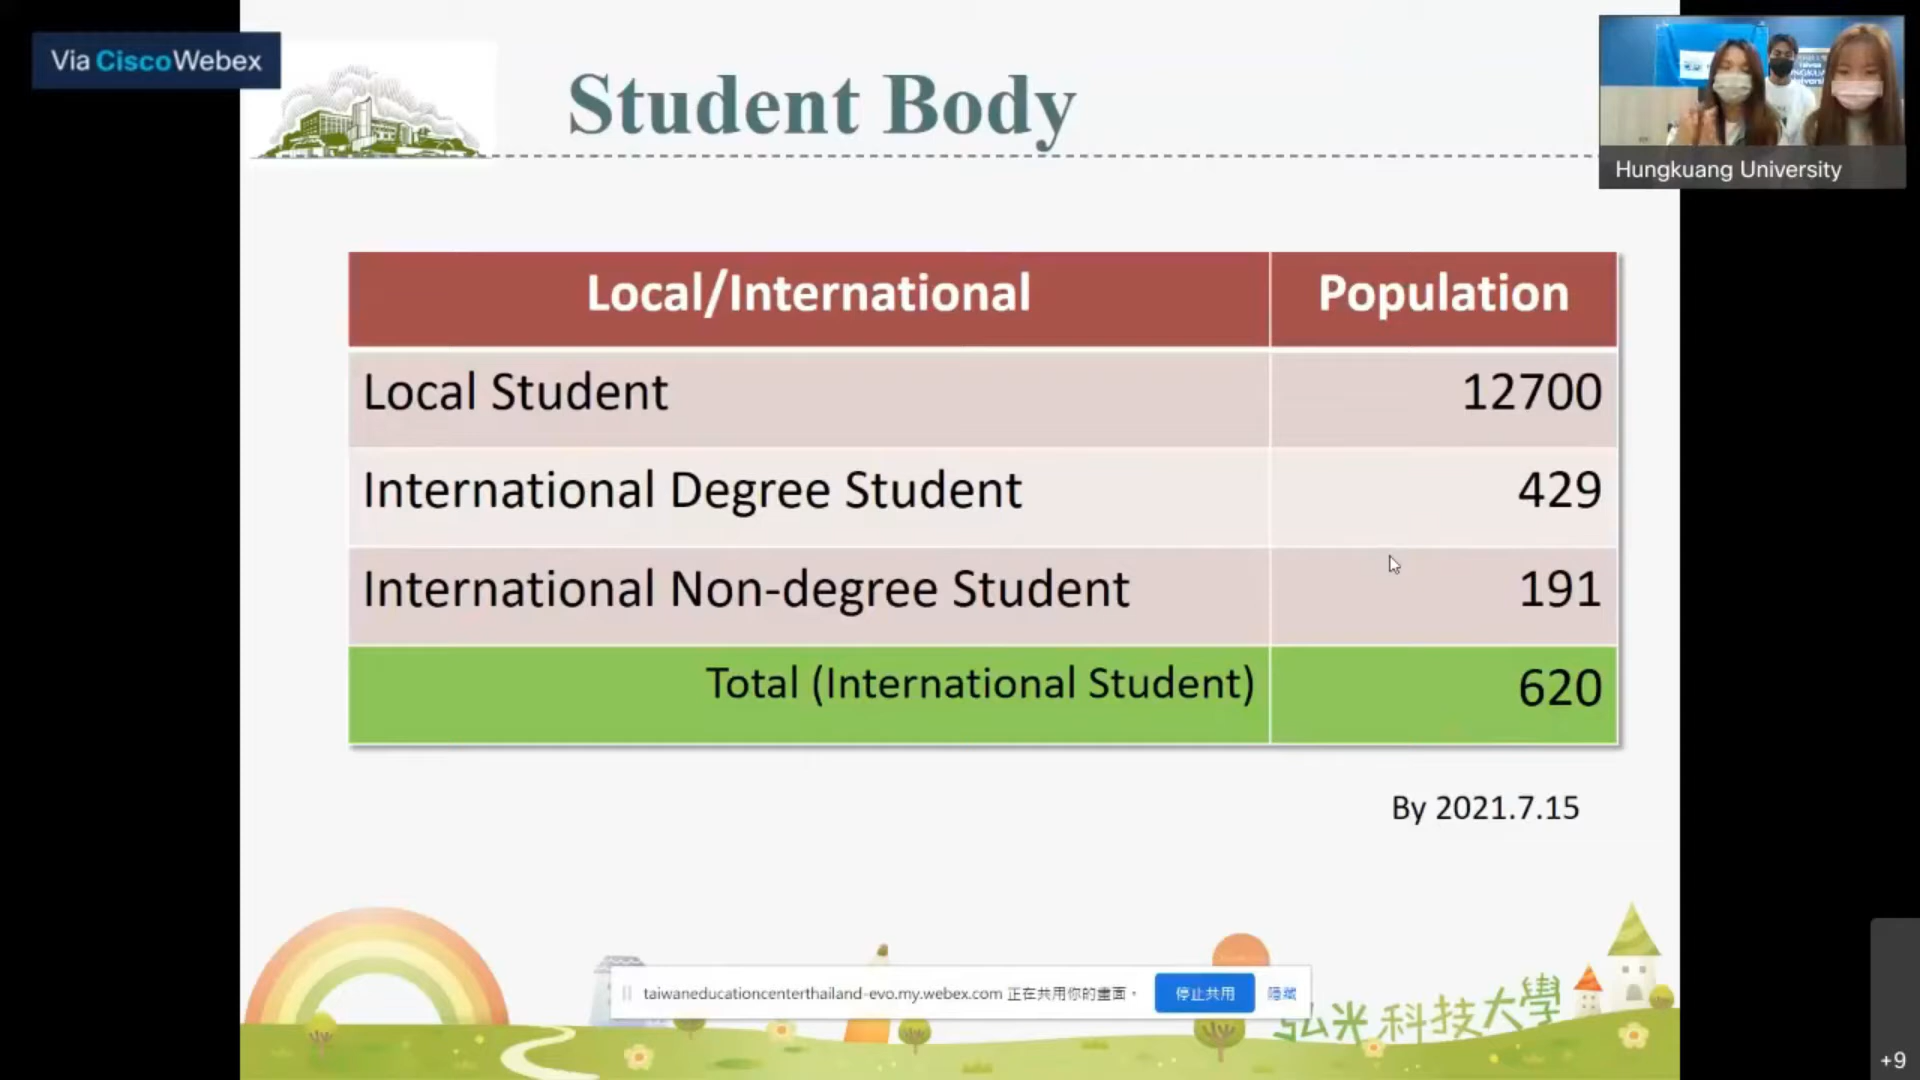 Via CiscoWebex
Student Body
Hungkuang University
Local/International Population
Local Student 12700
International Degree Student 429
International Non-degree Student 191
Total (International Student) 620
By 2021.7.15
taiwaneducationcenterthailand-evo.my.webex.com 正在共用你的畫面。
停止共用
隱藏
弘光科技大學
+9